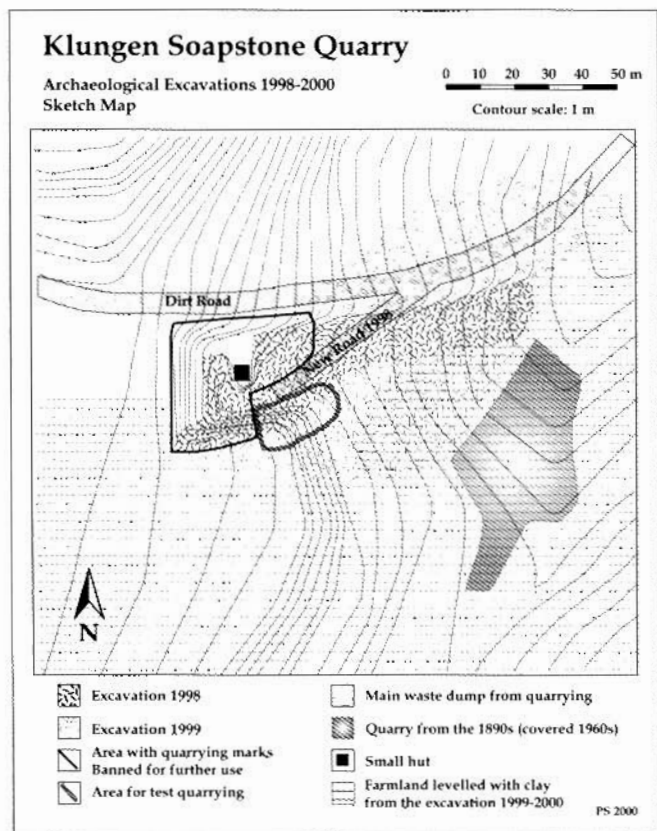 Klungen Soapstone Quarry
Archaeological Excavations 1998-2000
Sketch Map
0 10 20 30 40 50 m
Contour scale: 1 m
Dirt Road
New Road 1998
N
Excavation 1998
Excavation 1999
Area with quarrying marks
Banned for further use
Area for test quarrying
Main waste dump from quarrying
Quarry from the 1890s (covered 1960s)
Small hut
Farmland levelled with clay
from the excavation 1999-2000
PS 2000